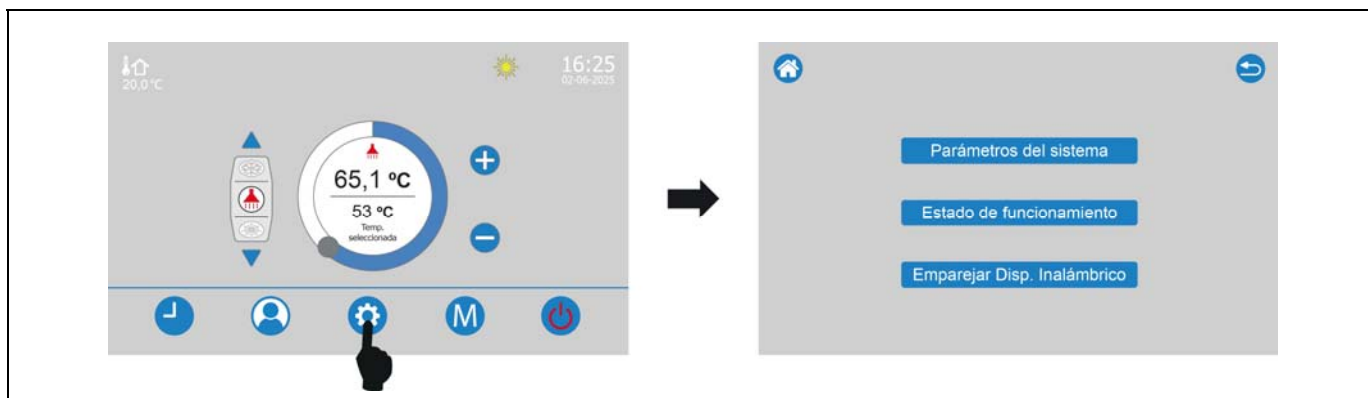 20,0 °C
16:25
02-06-2025
65,1 ºC
53 ºC
Temp.
seleccionada
M
Parámetros del sistema
Estado de funcionamiento
Emparejar Disp. Inalámbrico